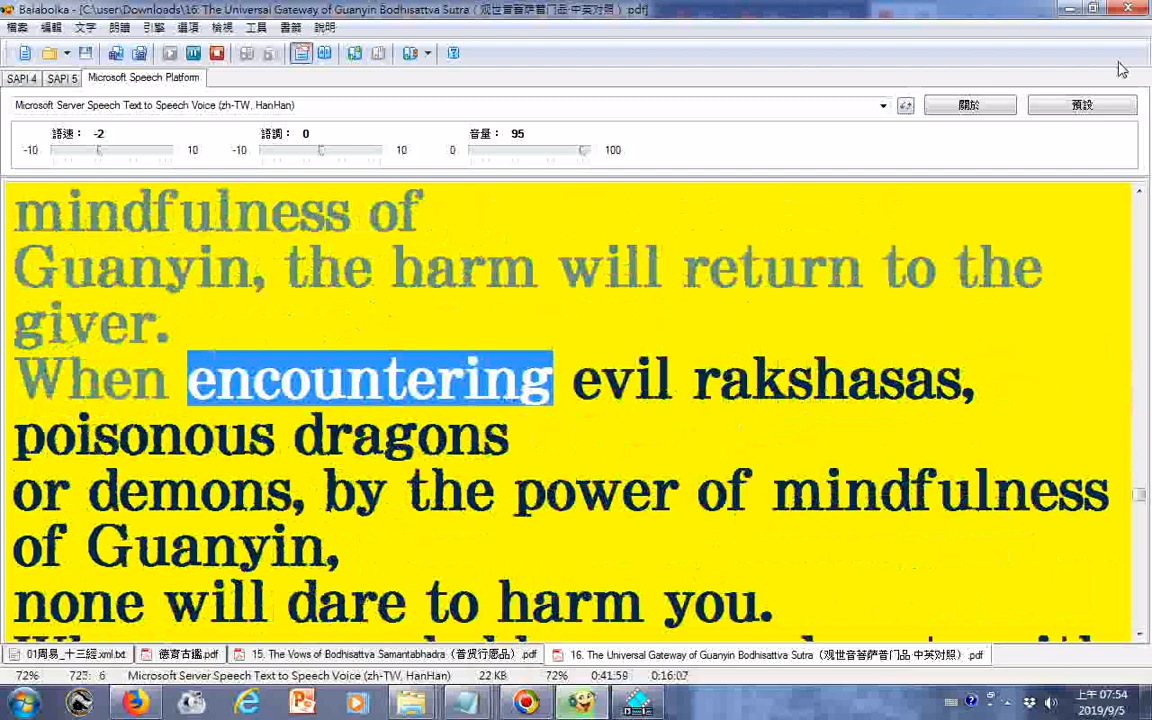 Balabolka - [C:\user\Downloads\16. The Universal Gateway of Guanyin Bodhisattva Sutra（观世音菩萨普门品 中英对照）.pdf]
檔案 編輯 文字 朗讀 引擎 選項 檢視 工具 書籤 說明
SAPI 4 SAPI 5 Microsoft Speech Platform
Microsoft Server Speech Text to Speech Voice (zh-TW, HanHan) 關於 預設
語速： -2 語調： 0 音量： 95
-10 10 -10 10 0 100
mindfulness of
Guanyin, the harm will return to the
giver.
When encountering evil rakshasas,
poisonous dragons
or demons, by the power of mindfulness
of Guanyin,
none will dare to harm you.
01周易_十三經.xml.txt 德育古鑑.pdf 15. The Vows of Bodhisattva Samantabhadra（普贤行愿品）.pdf 16. The Universal Gateway of Guanyin Bodhisattva Sutra（观世音菩萨普门品 中英对照）.pdf
72% 723: 6 Microsoft Server Speech Text to Speech Voice (zh-TW, HanHan) 22 KB 72% 0:41:59 0:16:07
上午 07:54
2019/9/5